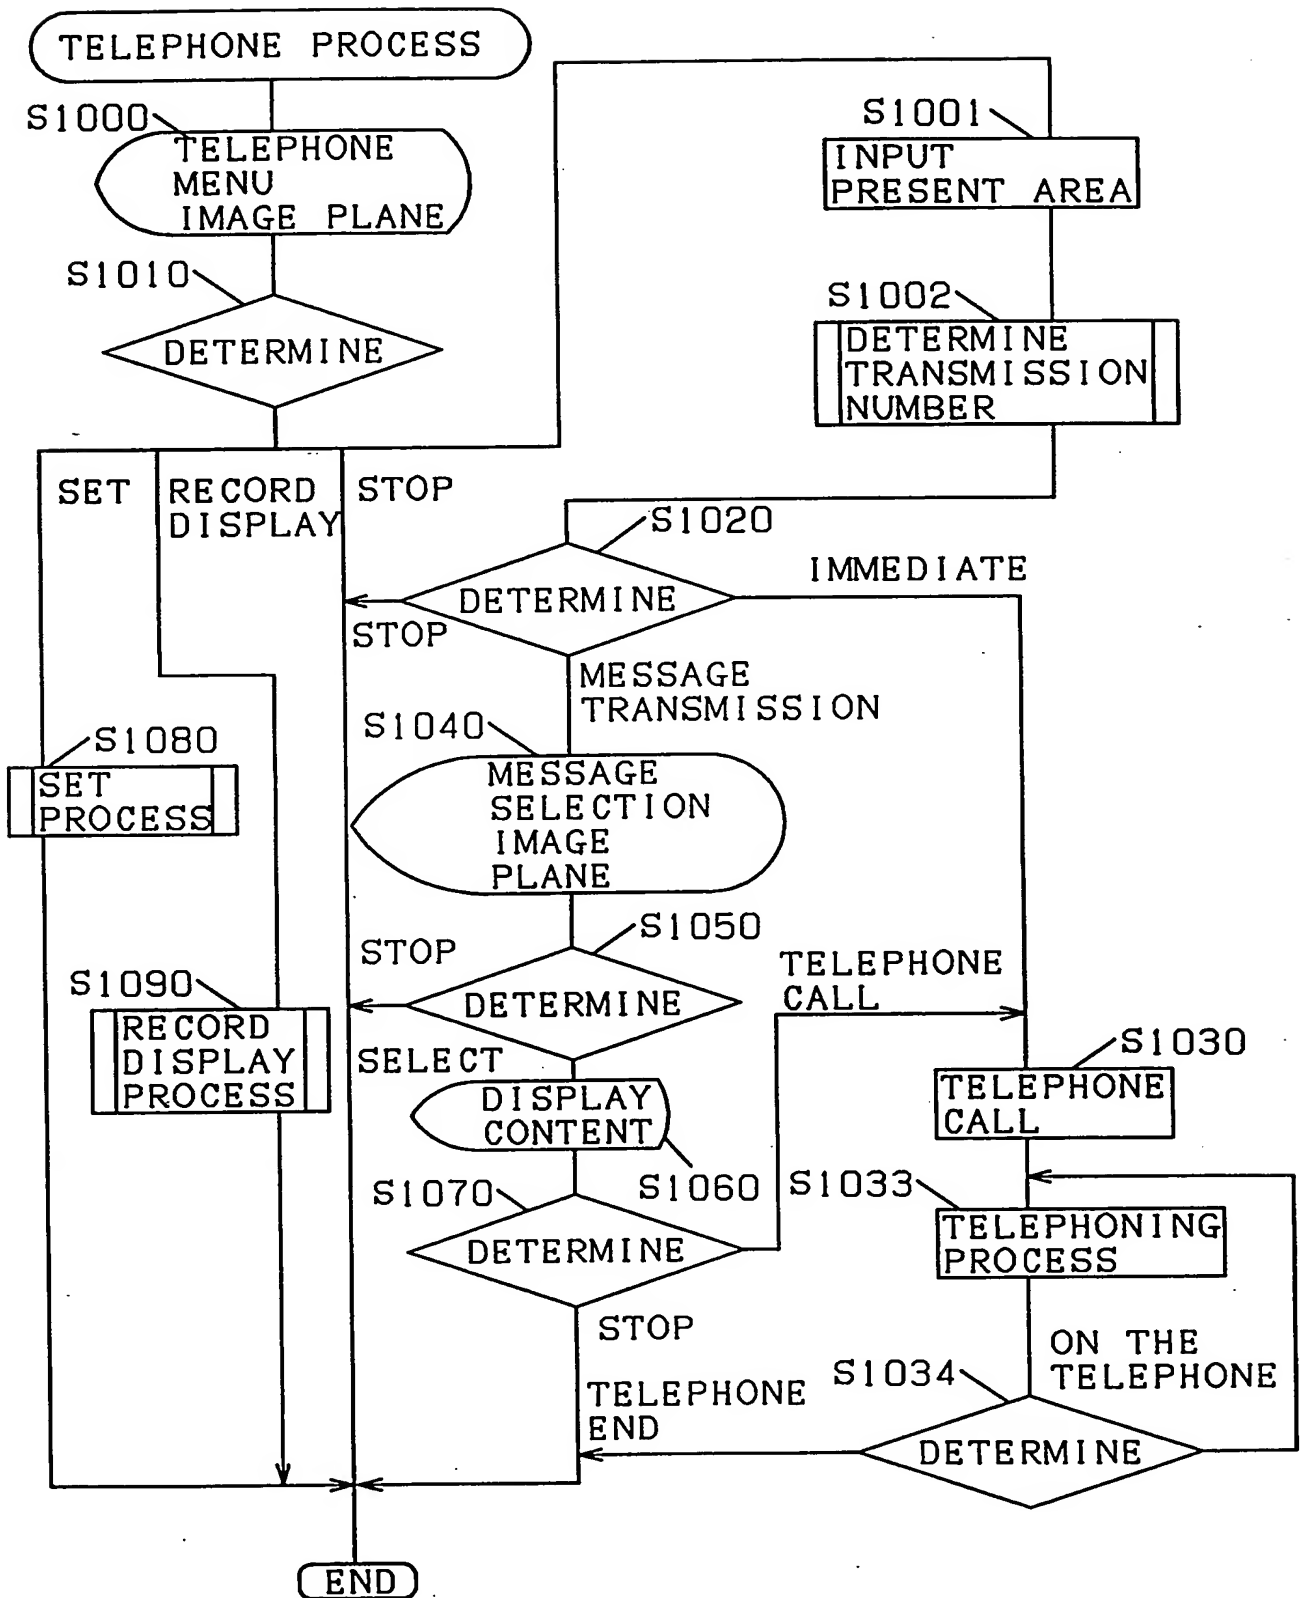 TELEPHONE PROCESS
S1000
TELEPHONE
MENU
IMAGE PLANE
S1010
DETERMINE
S1001
INPUT
PRESENT AREA
S1002
DETERMINE
TRANSMISSION
NUMBER
SET
RECORD
DISPLAY
STOP
S1020
DETERMINE
IMMEDIATE
STOP
MESSAGE
TRANSMISSION
S1080
SET
PROCESS
S1040
MESSAGE
SELECTION
IMAGE
PLANE
S1050
STOP
DETERMINE
TELEPHONE
CALL
S1090
RECORD
DISPLAY
PROCESS
SELECT
S1030
TELEPHONE
CALL
DISPLAY
CONTENT
S1060
S1070
DETERMINE
S1033
TELEPHONING
PROCESS
STOP
ON THE
TELEPHONE
S1034
TELEPHONE
END
DETERMINE
END